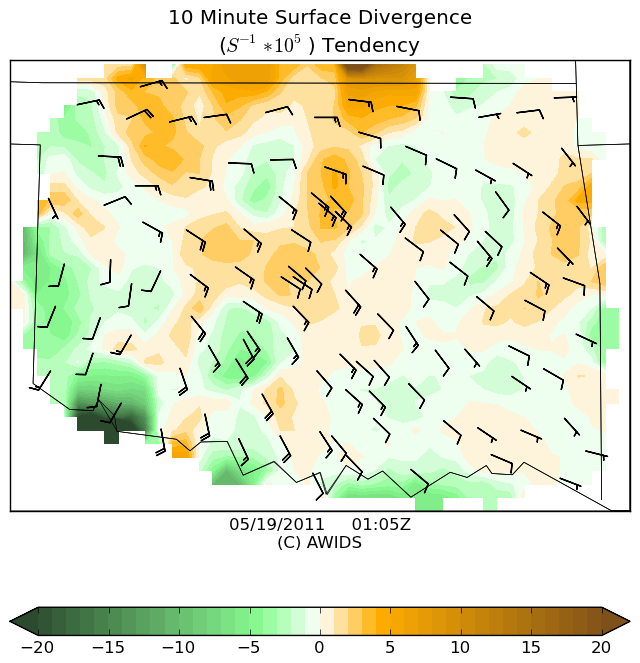 10 Minute Surface Divergence
(S⁻¹ * 10⁵ ) Tendency
05/19/2011 01:05Z
(C) AWIDS
−20 −15 −10 −5 0 5 10 15 20